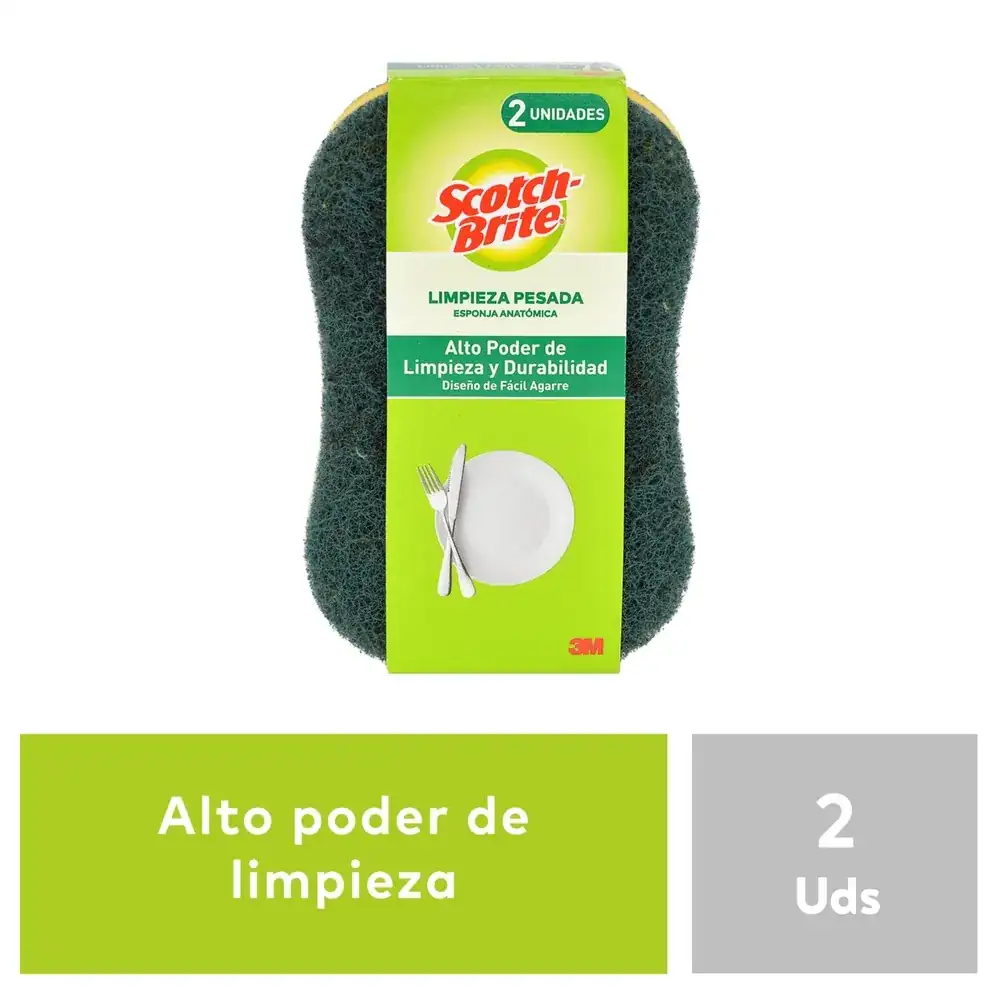 2 UNIDADES
Scotch-
Brite
LIMPIEZA PESADA
ESPONJA ANATÓMICA
Alto Poder de
Limpieza y Durabilidad
Diseño de Fácil Agarre
3M
Alto poder de
limpieza
2
Uds